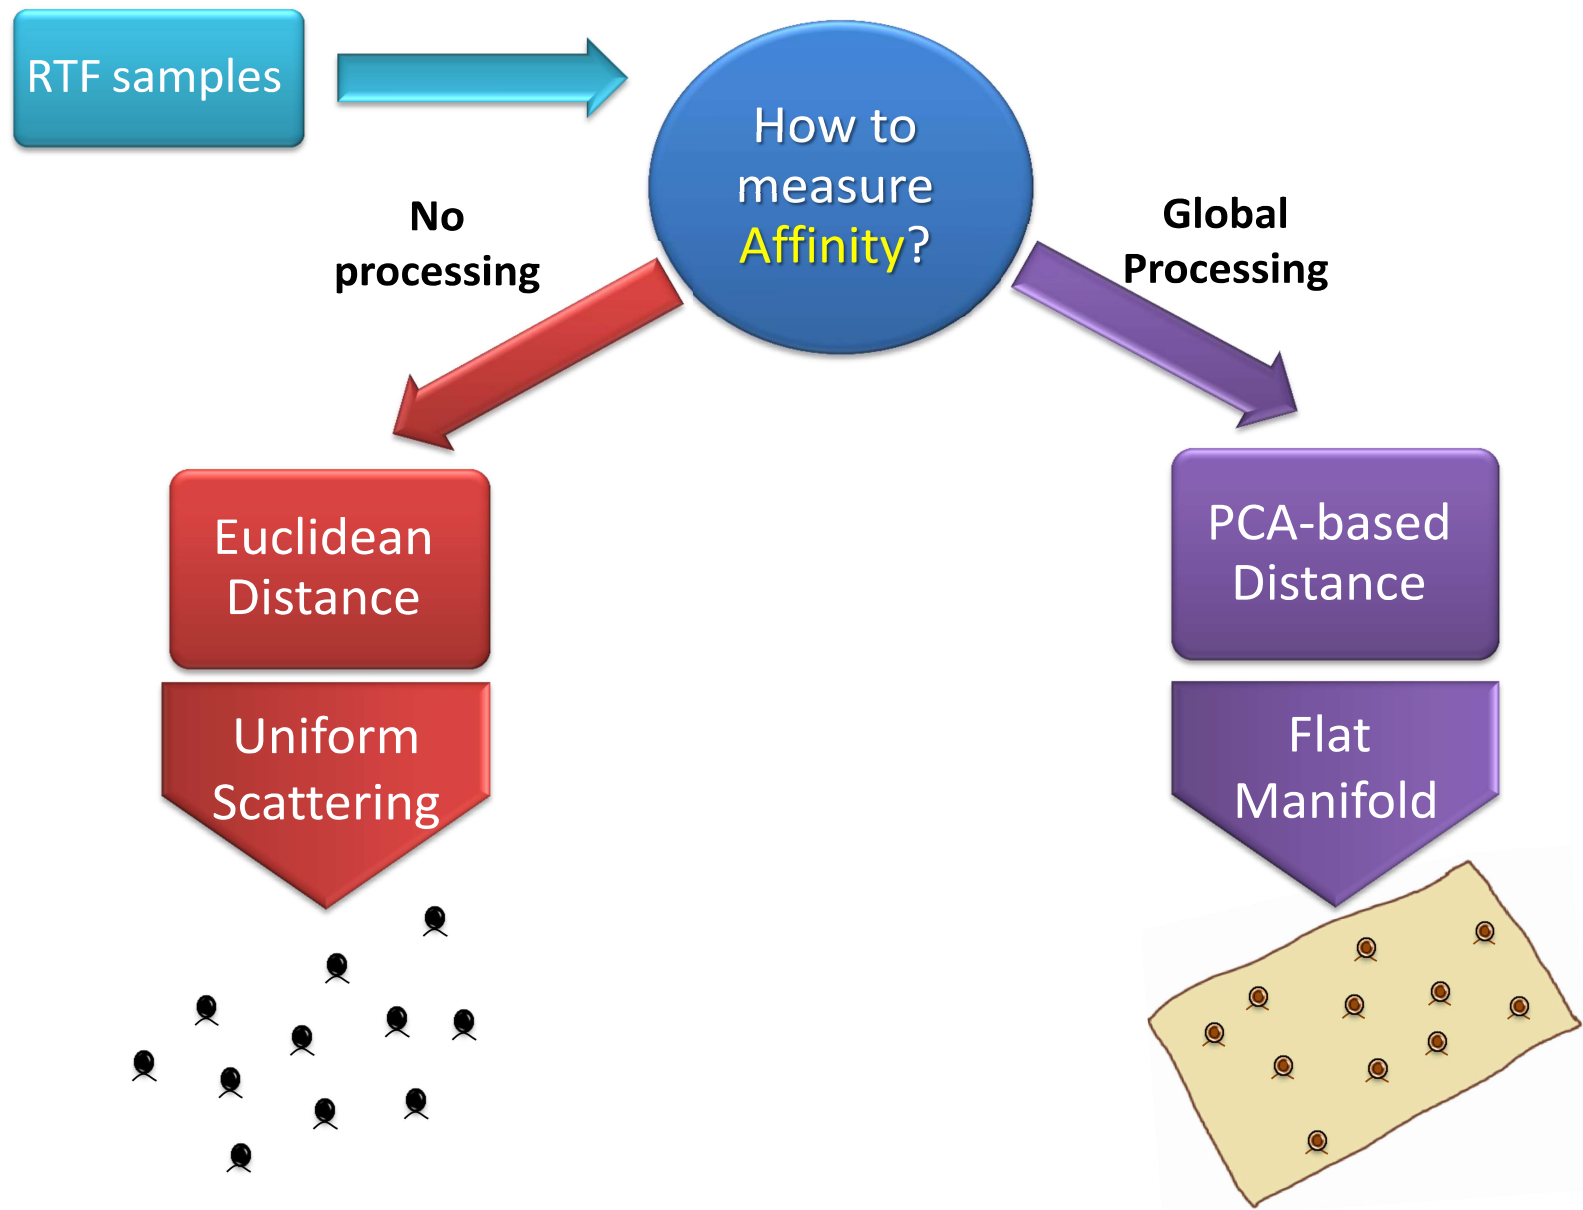 RTF samples
How to
measure
Affinity?
No
processing
Global
Processing
Euclidean
Distance
PCA-based
Distance
Uniform
Scattering
Flat
Manifold